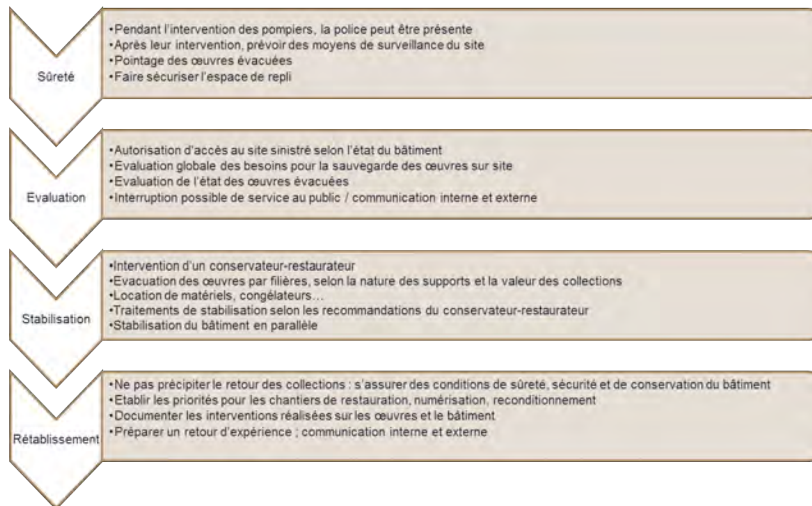 Sûreté
•Pendant l'intervention des pompiers, la police peut être présente
•Après leur intervention, prévoir des moyens de surveillance du site
•Pointage des œuvres évacuées
•Faire sécuriser l'espace de repli
Evaluation
•Autorisation d'accès au site sinistré selon l'état du bâtiment
•Evaluation globale des besoins pour la sauvegarde des œuvres sur site
•Evaluation de l'état des œuvres évacuées
•Interruption possible de service au public / communication interne et externe
Stabilisation
•Intervention d'un conservateur-restaurateur
•Evacuation des œuvres par filières, selon la nature des supports et la valeur des collections
•Location de matériels, congélateurs…
•Traitements de stabilisation selon les recommandations du conservateur-restaurateur
•Stabilisation du bâtiment en parallèle
Rétablissement
•Ne pas précipiter le retour des collections : s'assurer des conditions de sûreté, sécurité et de conservation du bâtiment
•Etablir les priorités pour les chantiers de restauration, numérisation, reconditionnement
•Documenter les interventions réalisées sur les œuvres et le bâtiment
•Préparer un retour d'expérience ; communication interne et externe